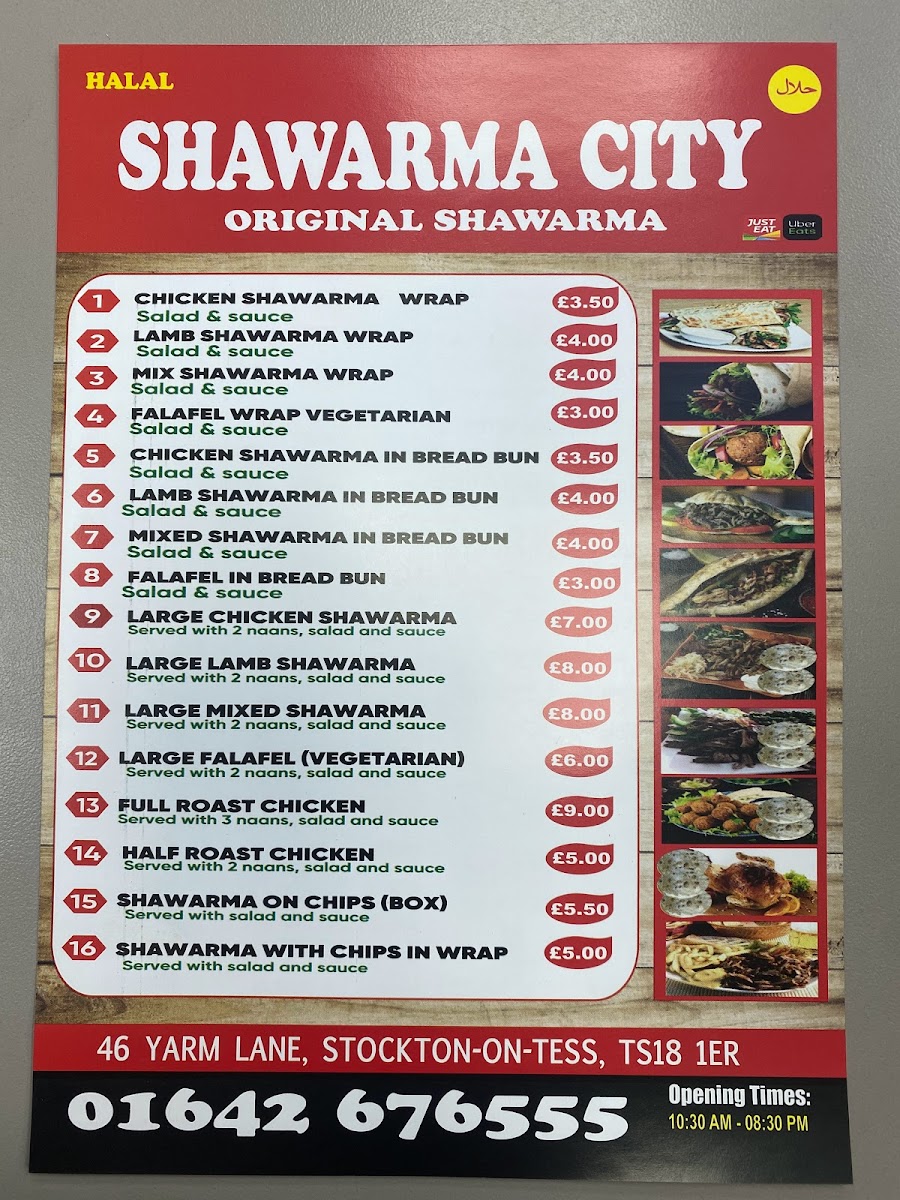 HALAL
حلال
SHAWARMA CITY
ORIGINAL SHAWARMA
JUST EAT
Uber Eats
1 CHICKEN SHAWARMA WRAP £3.50
Salad & sauce
2 LAMB SHAWARMA WRAP £4.00
Salad & sauce
3 MIX SHAWARMA WRAP £4.00
Salad & sauce
4 FALAFEL WRAP VEGETARIAN £3.00
Salad & sauce
5 CHICKEN SHAWARMA IN BREAD BUN £3.50
Salad & sauce
6 LAMB SHAWARMA IN BREAD BUN £4.00
Salad & sauce
7 MIXED SHAWARMA IN BREAD BUN £4.00
Salad & sauce
8 FALAFEL IN BREAD BUN £3.00
Salad & sauce
9 LARGE CHICKEN SHAWARMA £7.00
Served with 2 naans, salad and sauce
10 LARGE LAMB SHAWARMA £8.00
Served with 2 naans, salad and sauce
11 LARGE MIXED SHAWARMA £8.00
Served with 2 naans, salad and sauce
12 LARGE FALAFEL (VEGETARIAN) £6.00
Served with 2 naans, salad and sauce
13 FULL ROAST CHICKEN £9.00
Served with 3 naans, salad and sauce
14 HALF ROAST CHICKEN £5.00
Served with 2 naans, salad and sauce
15 SHAWARMA ON CHIPS (BOX) £5.50
Served with salad and sauce
16 SHAWARMA WITH CHIPS IN WRAP £5.00
Served with salad and sauce
46 YARM LANE, STOCKTON-ON-TESS, TS18 1ER
01642 676555
Opening Times:
10:30 AM - 08:30 PM